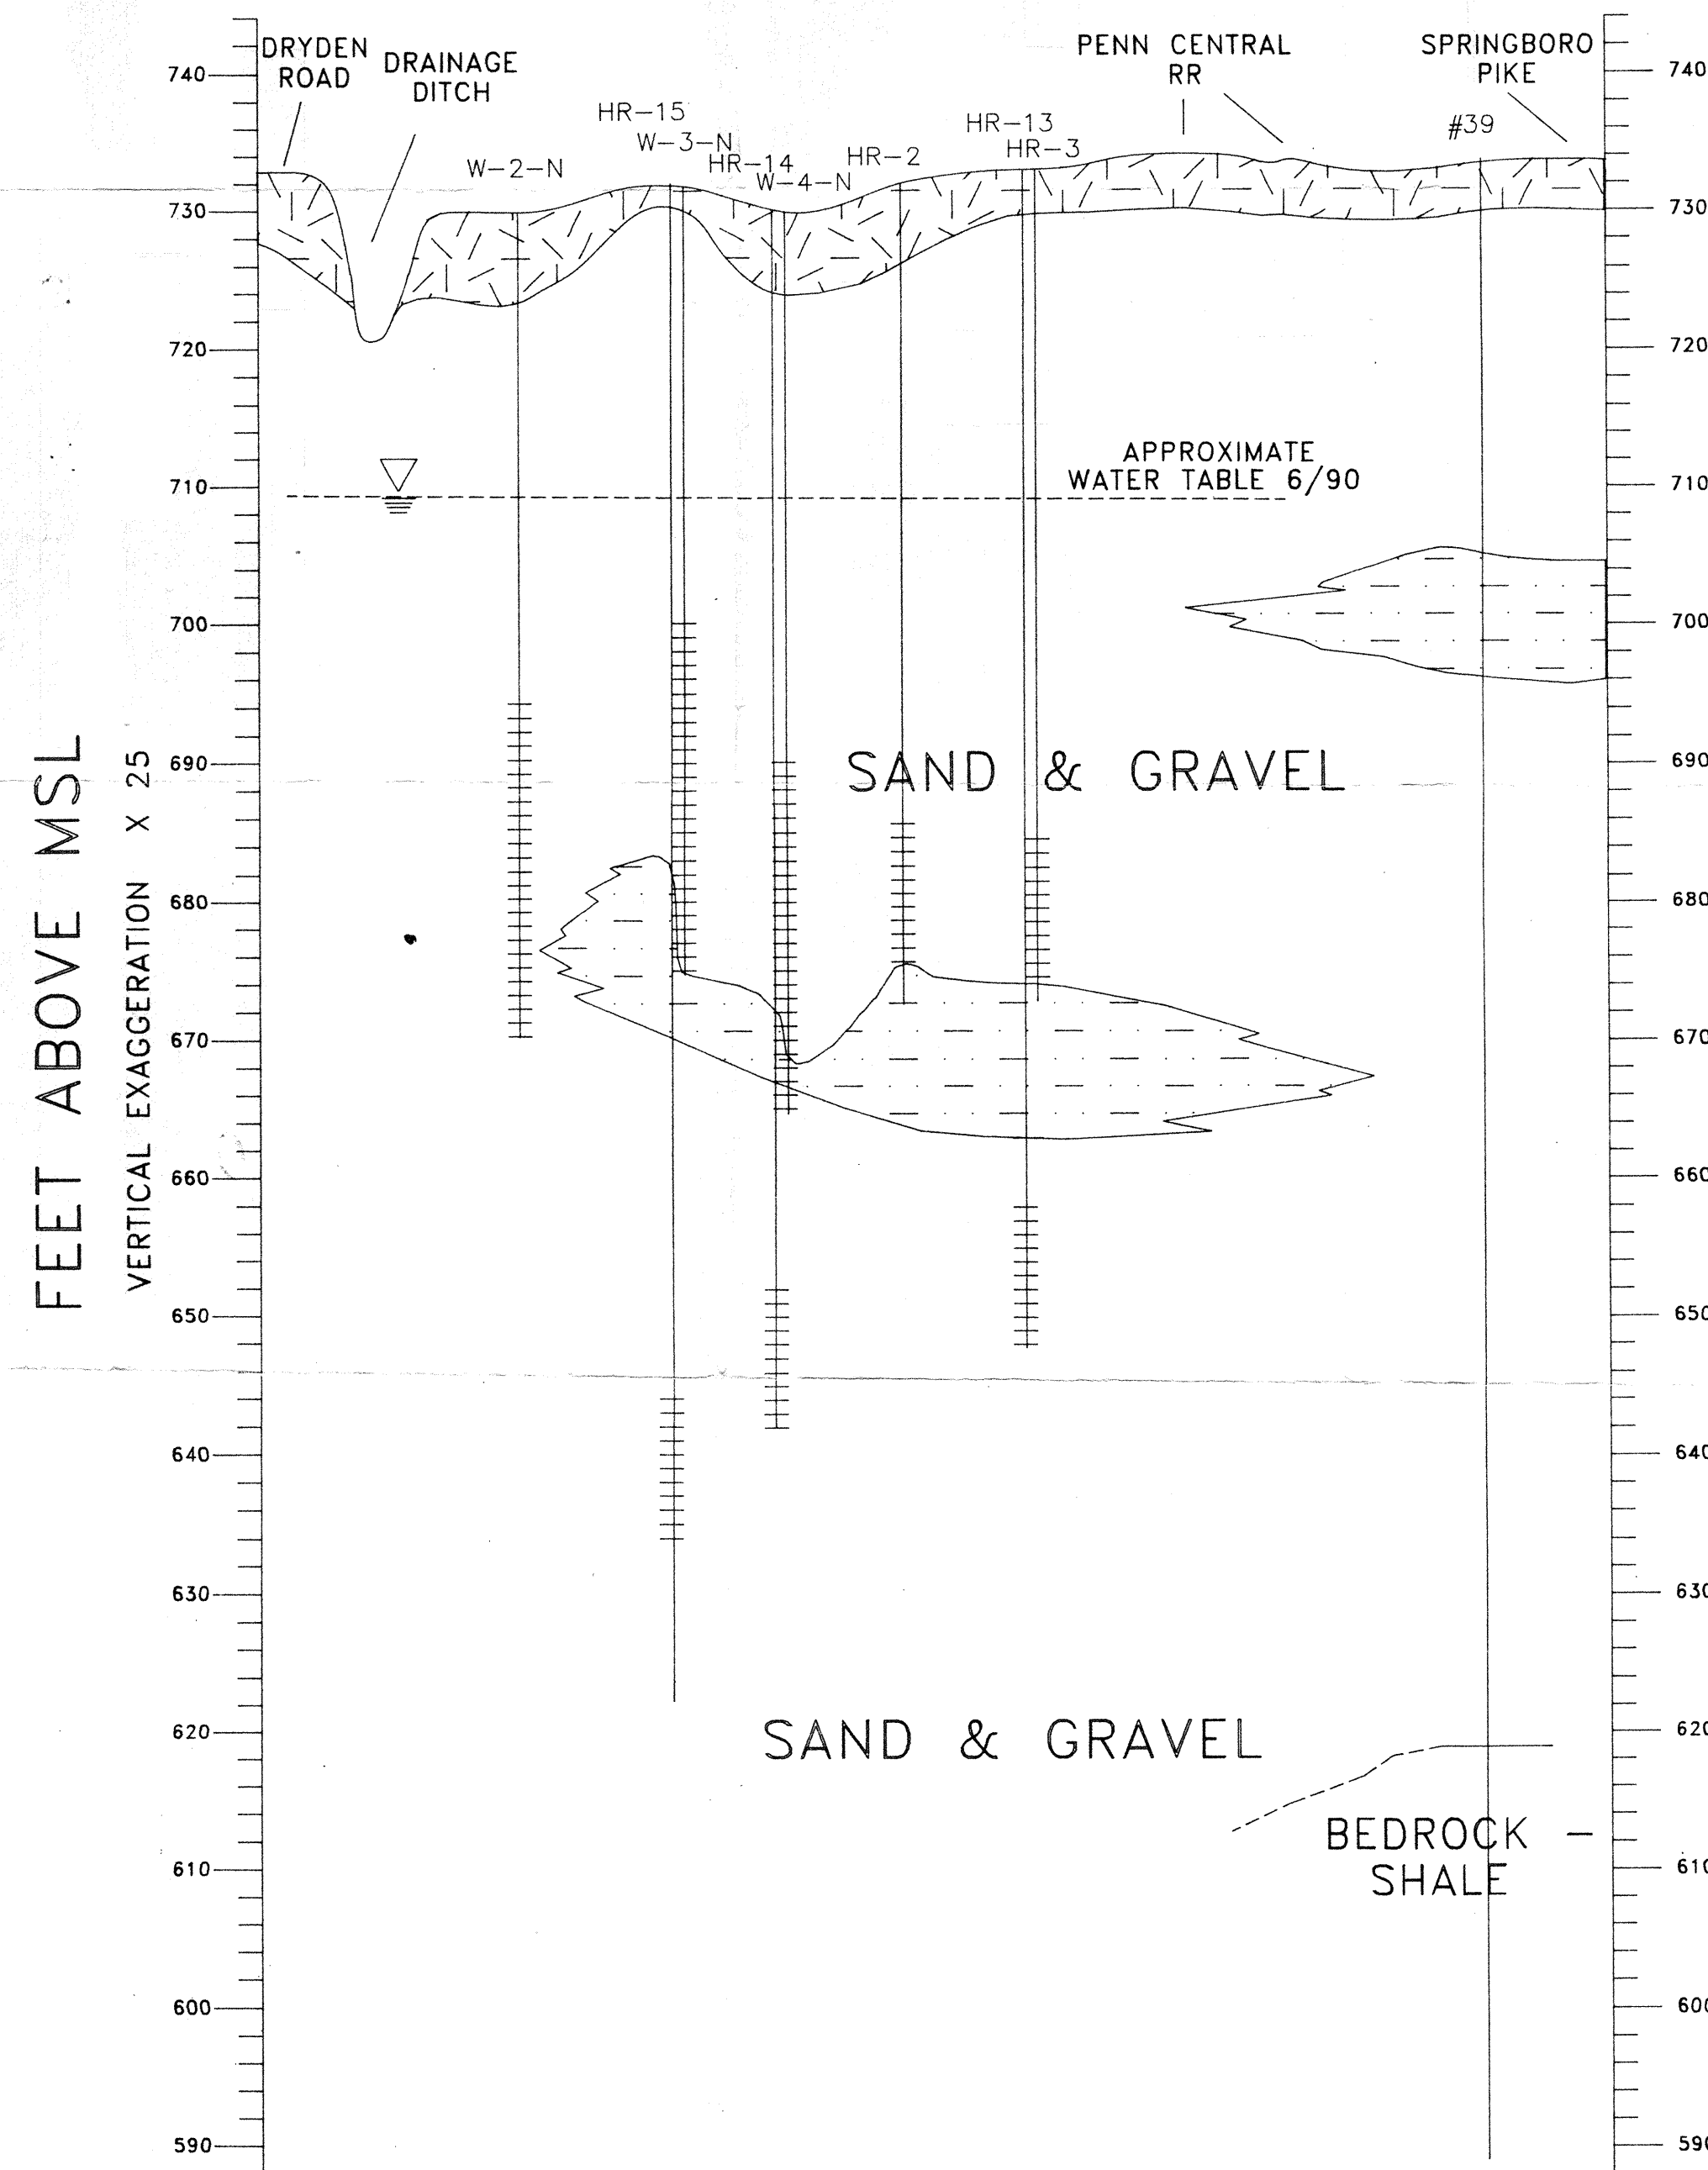 DRYDEN
ROAD
DRAINAGE
DITCH
PENN CENTRAL
RR
SPRINGBORO
PIKE
HR-15
W-3-N
HR-14
W-4-N
W-2-N
HR-2
HR-13
HR-3
#39
APPROXIMATE
WATER TABLE 6/90
SAND & GRAVEL
SAND & GRAVEL
BEDROCK -
SHALE
FEET ABOVE MSL
VERTICAL EXAGGERATION X 25
740
730
720
710
700
690
680
670
660
650
640
630
620
610
600
590
740
730
720
710
700
690
680
670
660
650
640
630
620
610
600
590